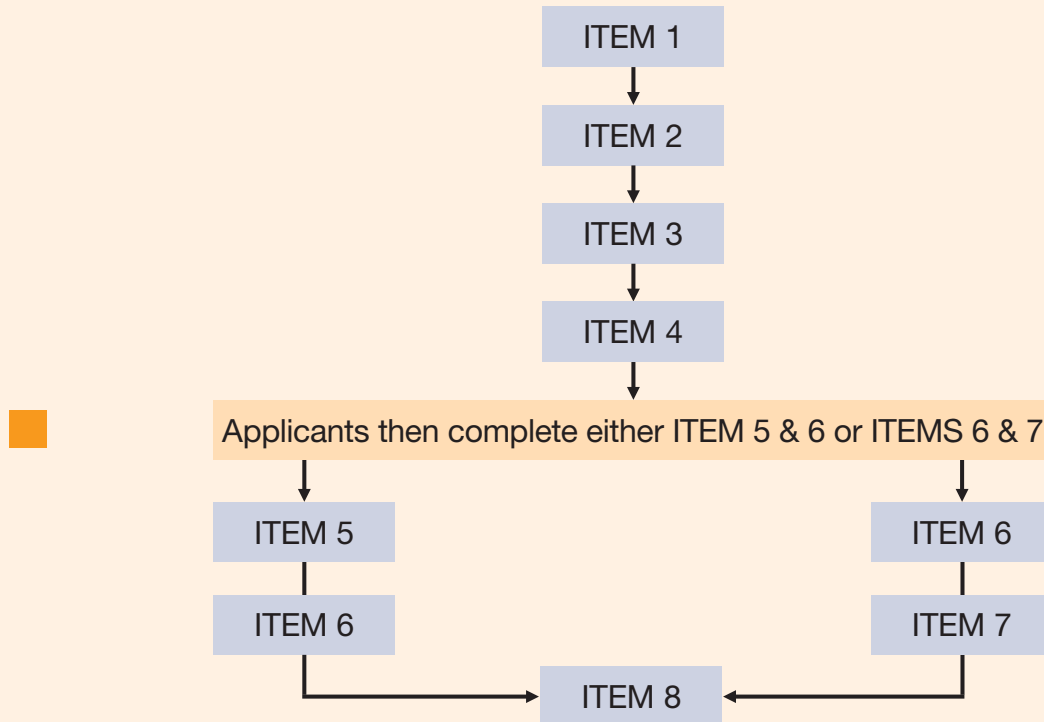 ITEM 1
ITEM 2
ITEM 3
ITEM 4
Applicants then complete either ITEM 5 & 6 or ITEMS 6 & 7
ITEM 5
ITEM 6
ITEM 6
ITEM 7
ITEM 8